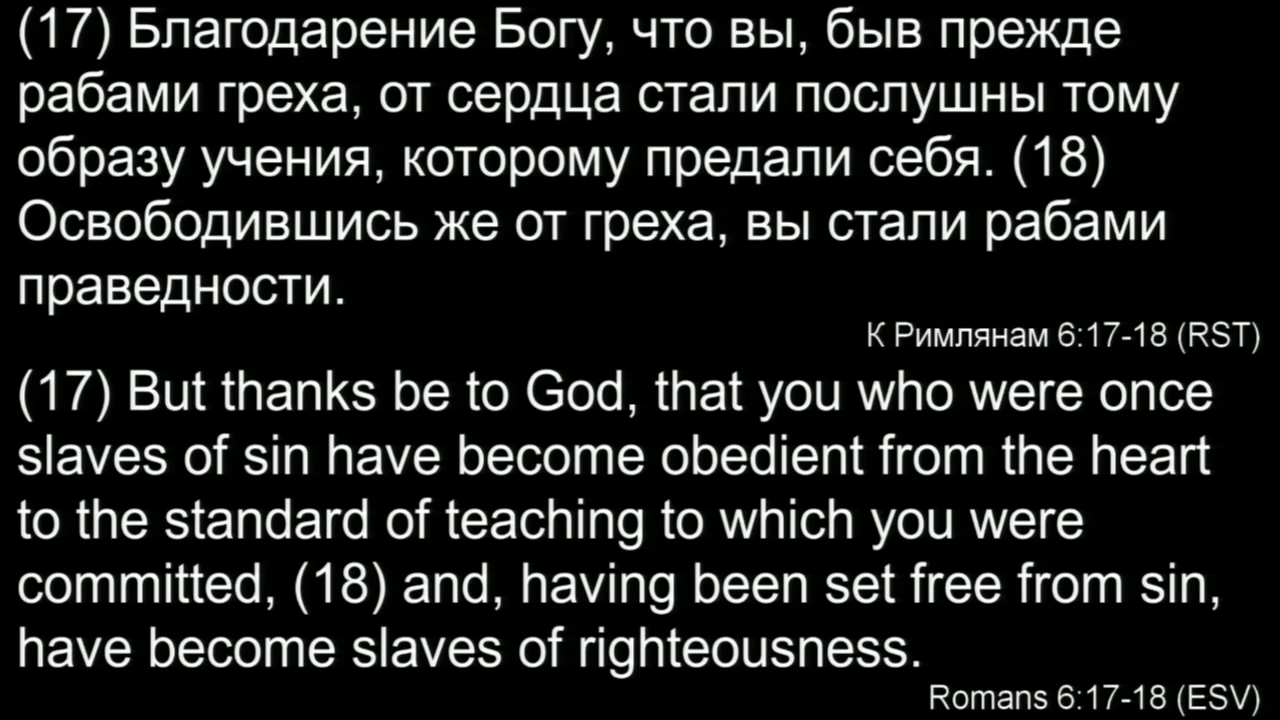 (17) Благодарение Богу, что вы, быв прежде
рабами греха, от сердца стали послушны тому
образу учения, которому предали себя. (18)
Освободившись же от греха, вы стали рабами
праведности.
К Римлянам 6:17-18 (RST)
(17) But thanks be to God, that you who were once
slaves of sin have become obedient from the heart
to the standard of teaching to which you were
committed, (18) and, having been set free from sin,
have become slaves of righteousness.
Romans 6:17-18 (ESV)